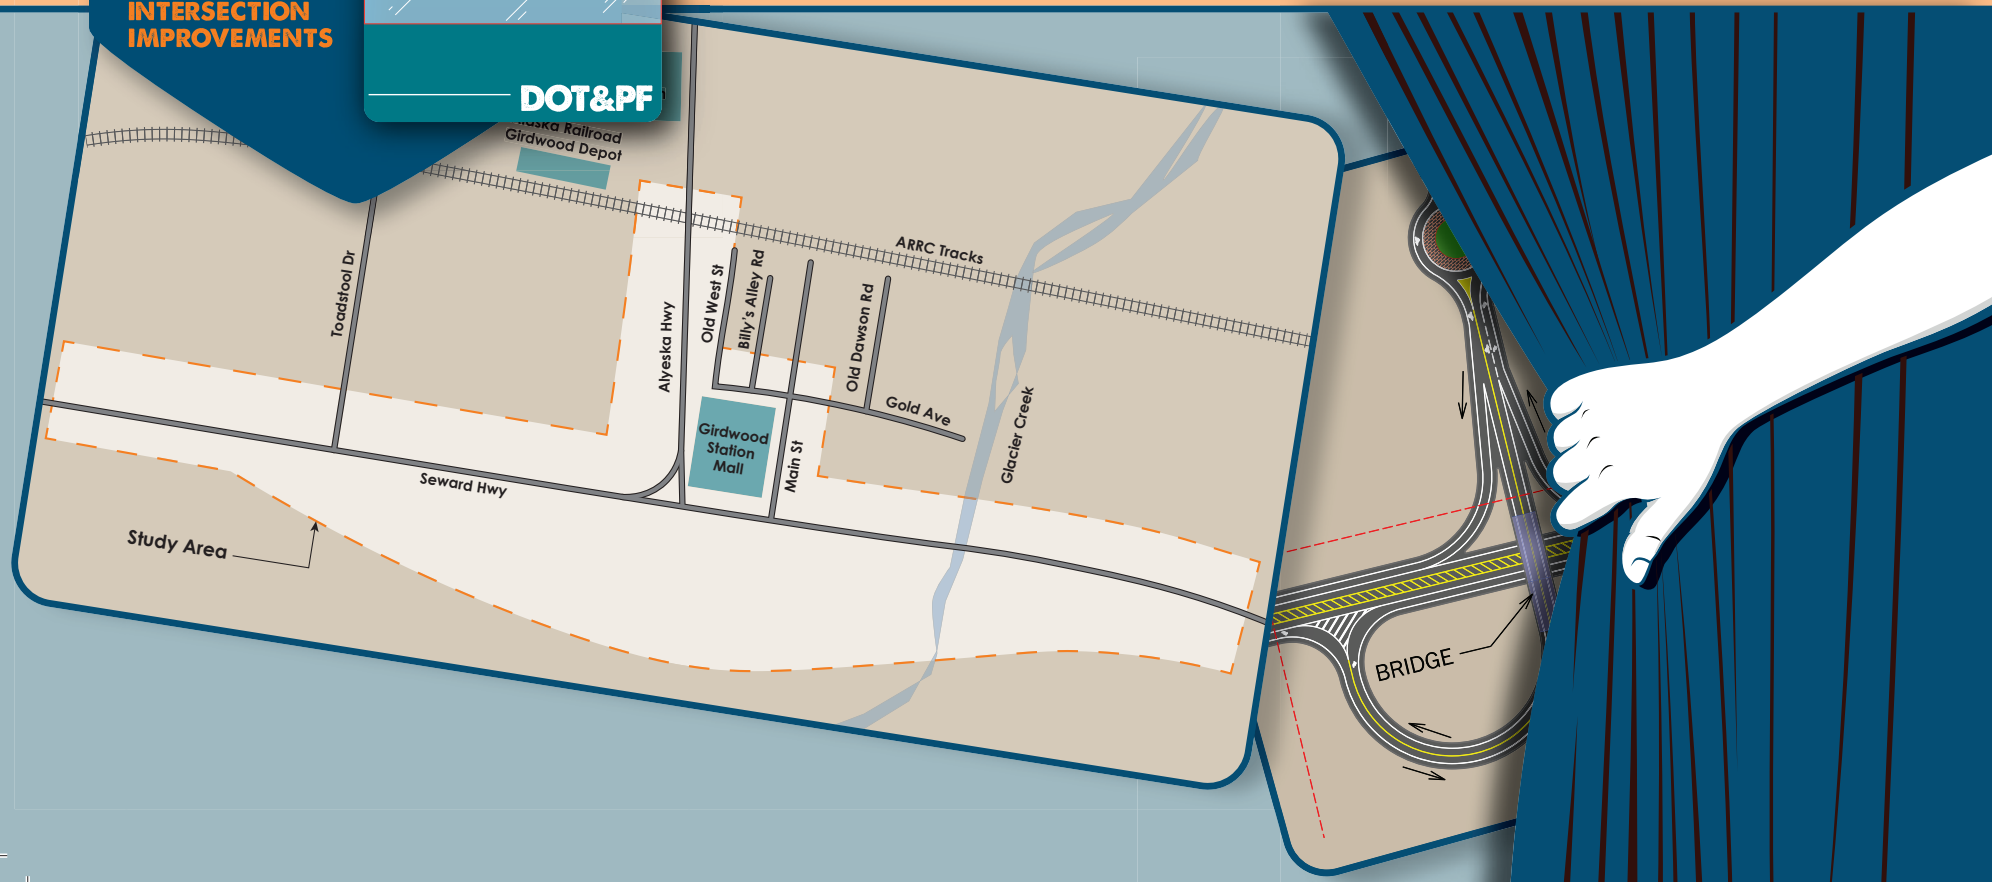 INTERSECTION
IMPROVEMENTS
DOT&PF
Railroad
Girdwood Depot
ARRC Tracks
Toadstool Dr
Alyeska Hwy
Old West St
Billy's Alley Rd
Old Dawson Rd
Gold Ave
Glacier Creek
Girdwood
Station
Mall
Main St
Seward Hwy
Study Area
BRIDGE